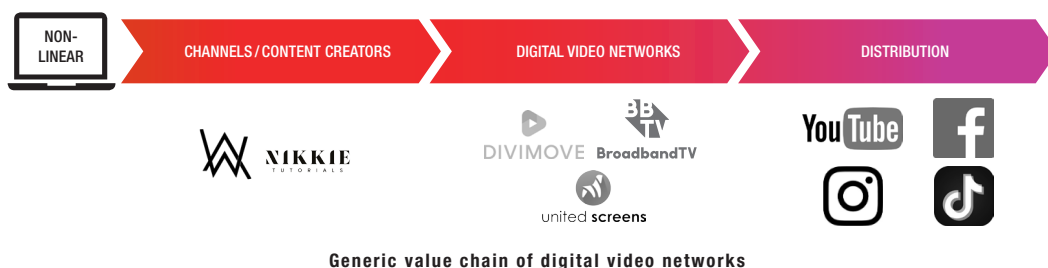 NON-
LINEAR
CHANNELS / CONTENT CREATORS
DIGITAL VIDEO NETWORKS
DISTRIBUTION
N1KK1E
TUTORIALS
DIVIMOVE
BB
TV
BroadbandTV
united screens
YouTube
Generic value chain of digital video networks